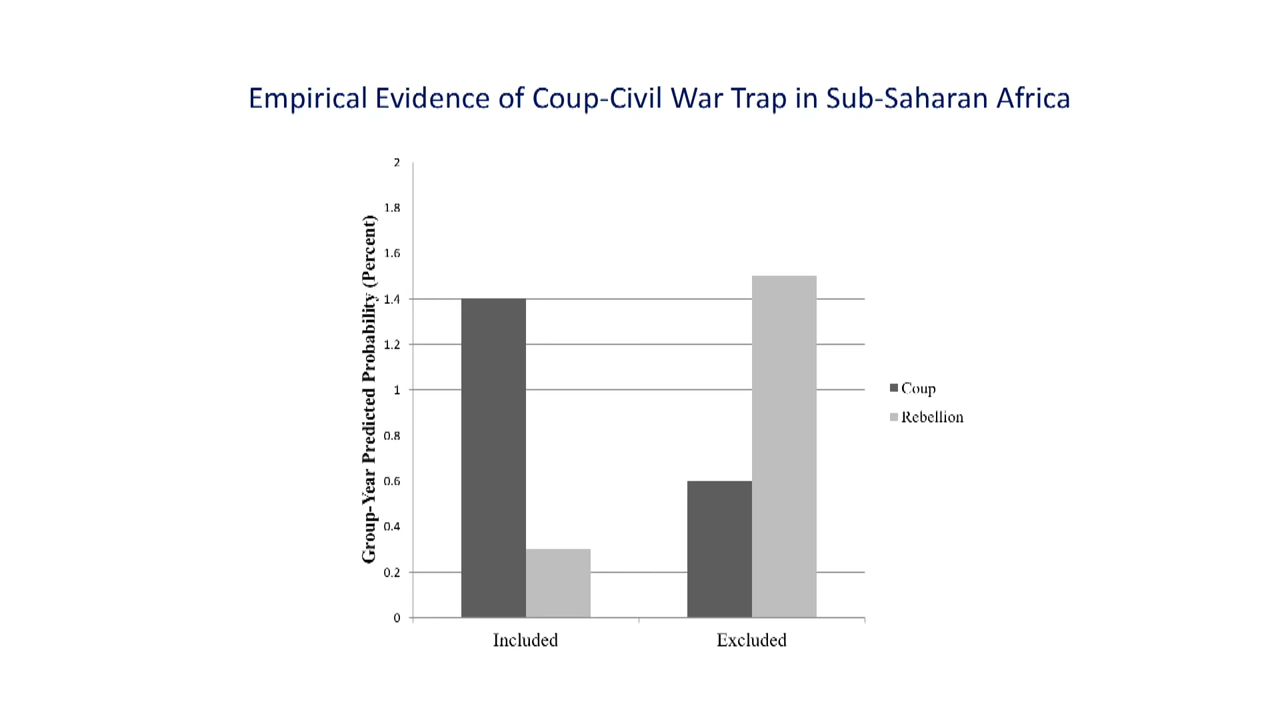 Empirical Evidence of Coup-Civil War Trap in Sub-Saharan Africa
Group-Year Predicted Probability (Percent)
2
1.8
1.6
1.4
1.2
1
0.8
0.6
0.4
0.2
0
Included
Excluded
Coup
Rebellion